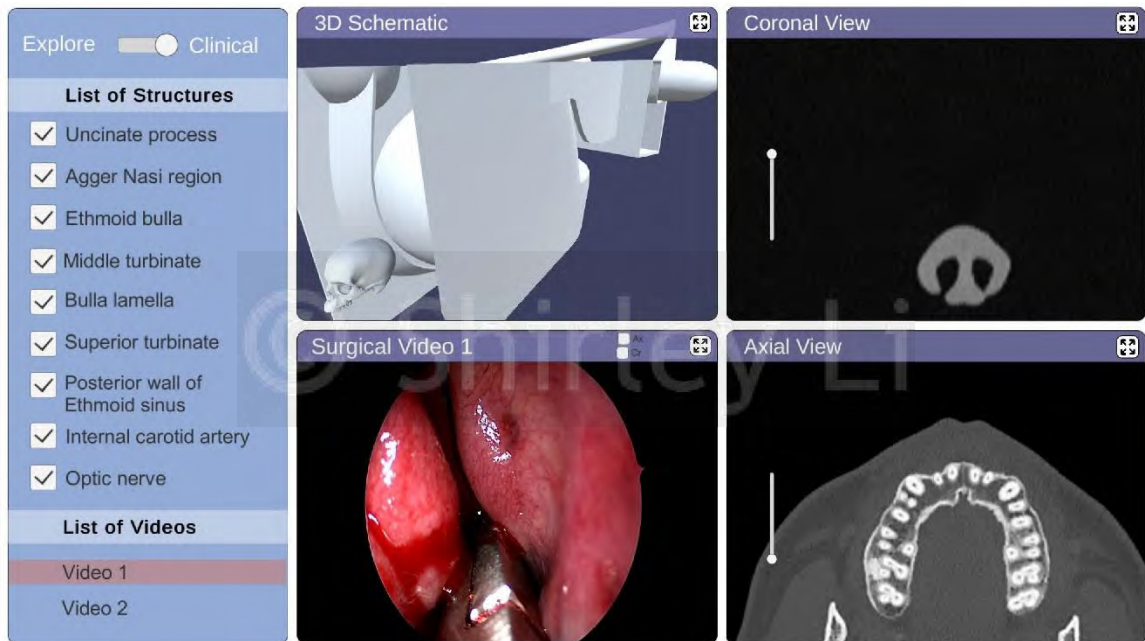 Explore Clinical
List of Structures
Uncinate process
Agger Nasi region
Ethmoid bulla
Middle turbinate
Bulla lamella
Superior turbinate
Posterior wall of
Ethmoid sinus
Internal carotid artery
Optic nerve
List of Videos
Video 1
Video 2
3D Schematic
Coronal View
Surgical Video 1
Ax
Cr
Axial View
© Shirley Li